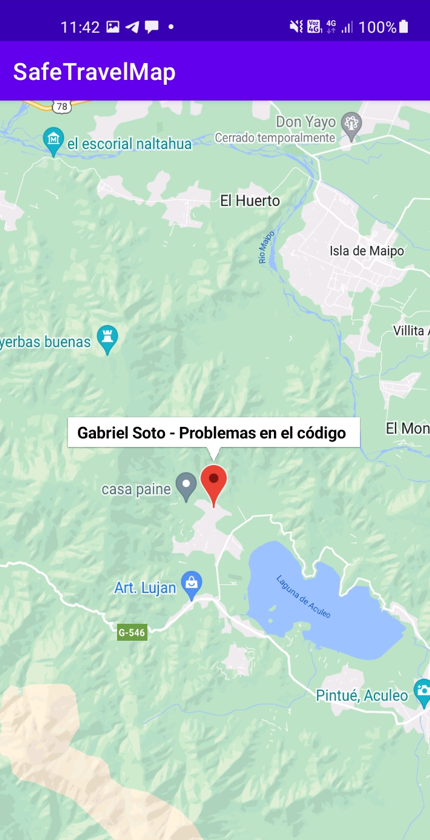 11:42
100%
SafeTravelMap
78
Don Yayo
Cerrado temporalmente
el escorial naltahua
El Huerto
Río Maipo
Isla de Maipo
Villita
yerbas buenas
El Mon
Gabriel Soto - Problemas en el código
casa paine
Art. Lujan
Laguna de Aculeo
G-546
Pintué, Aculeo